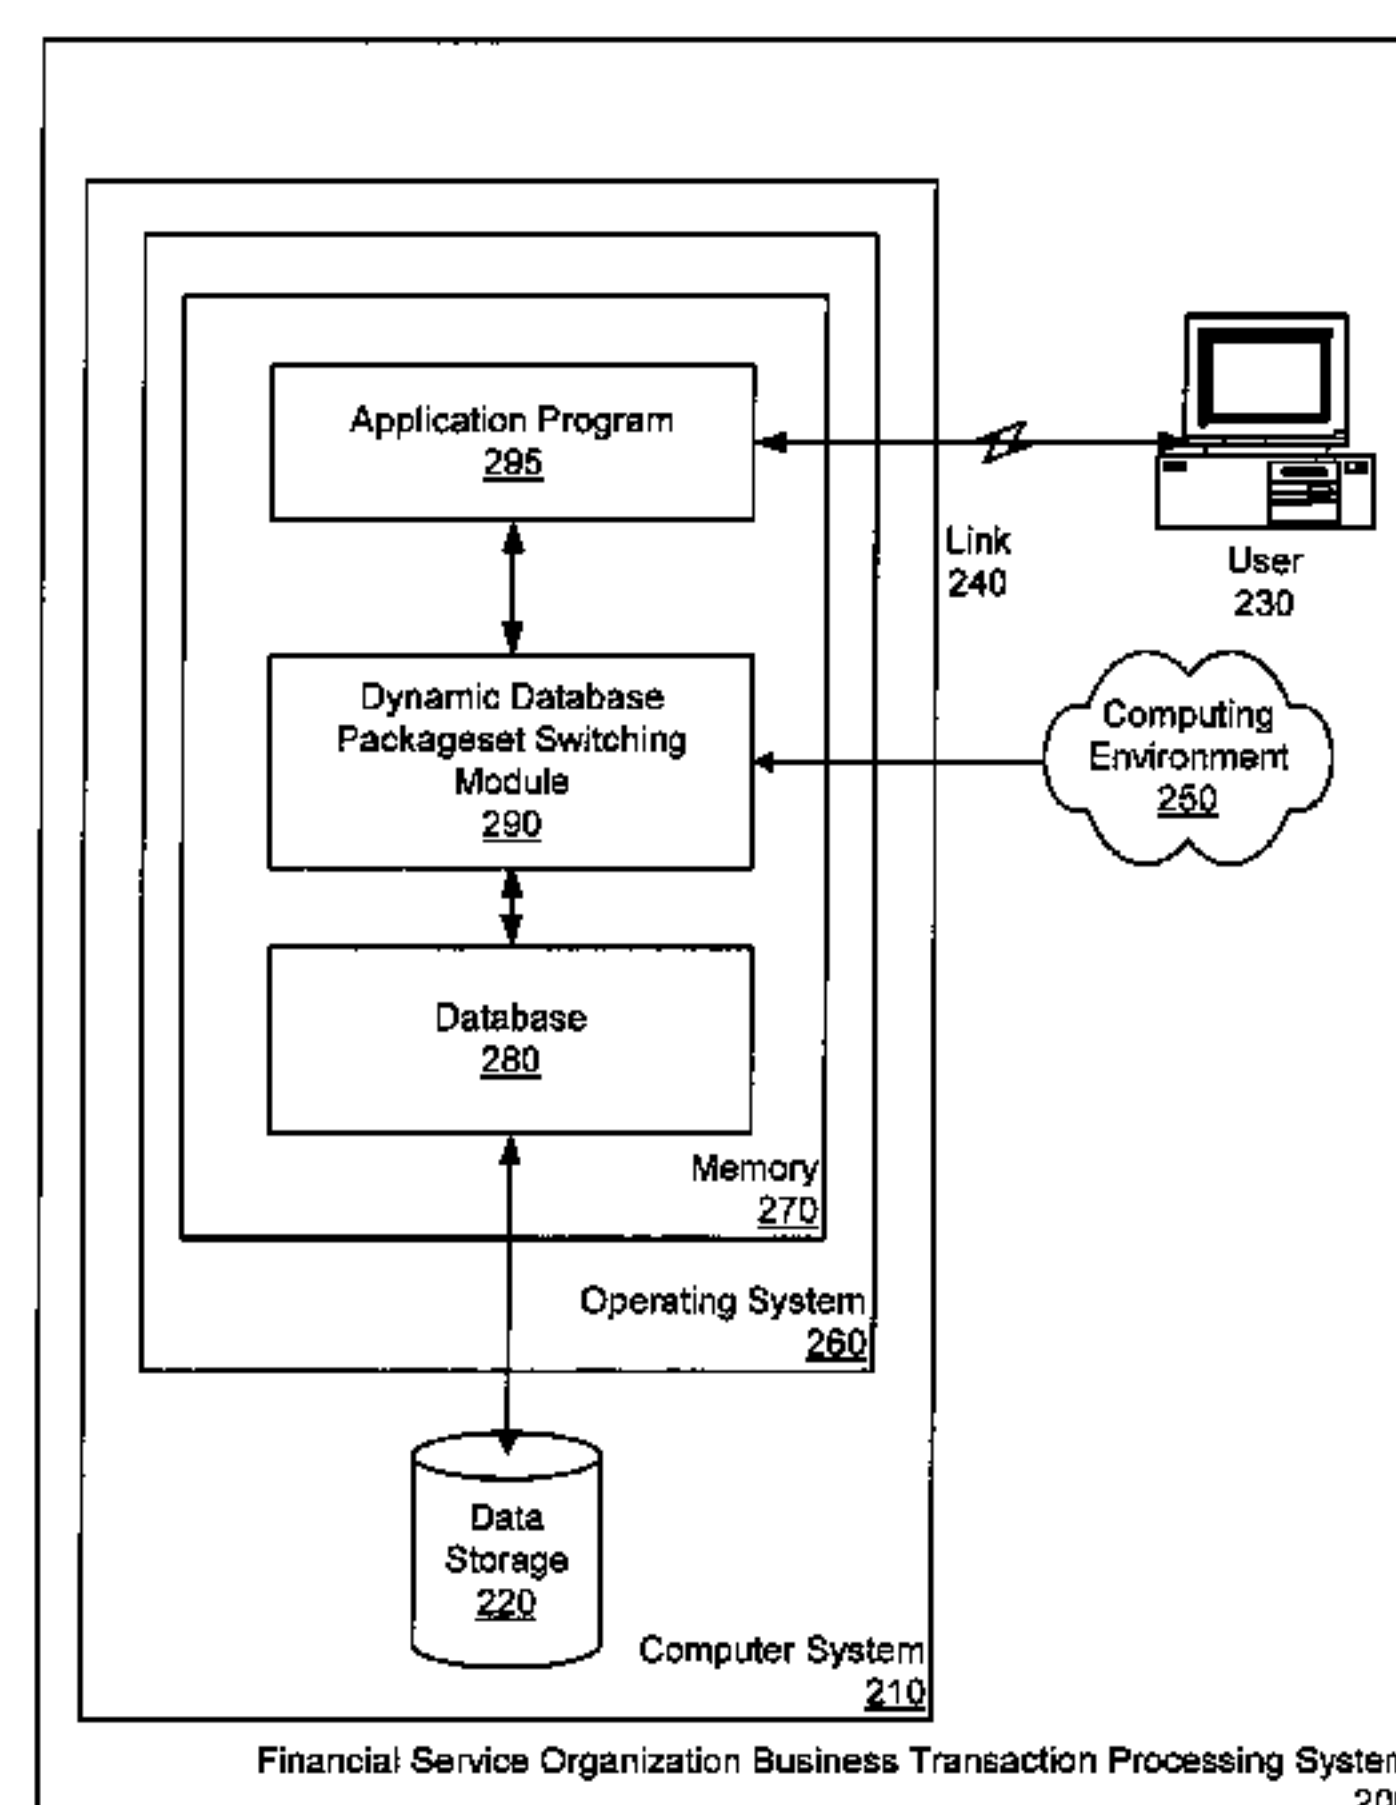 Application Program
295
Link
240
User
230
Dynamic Database
Packageset Switching
Module
290
Computing
Environment
250
Database
280
Memory
270
Operating System
260
Data
Storage
220
Computer System
210
Financial Service Organization Business Transaction Processing System